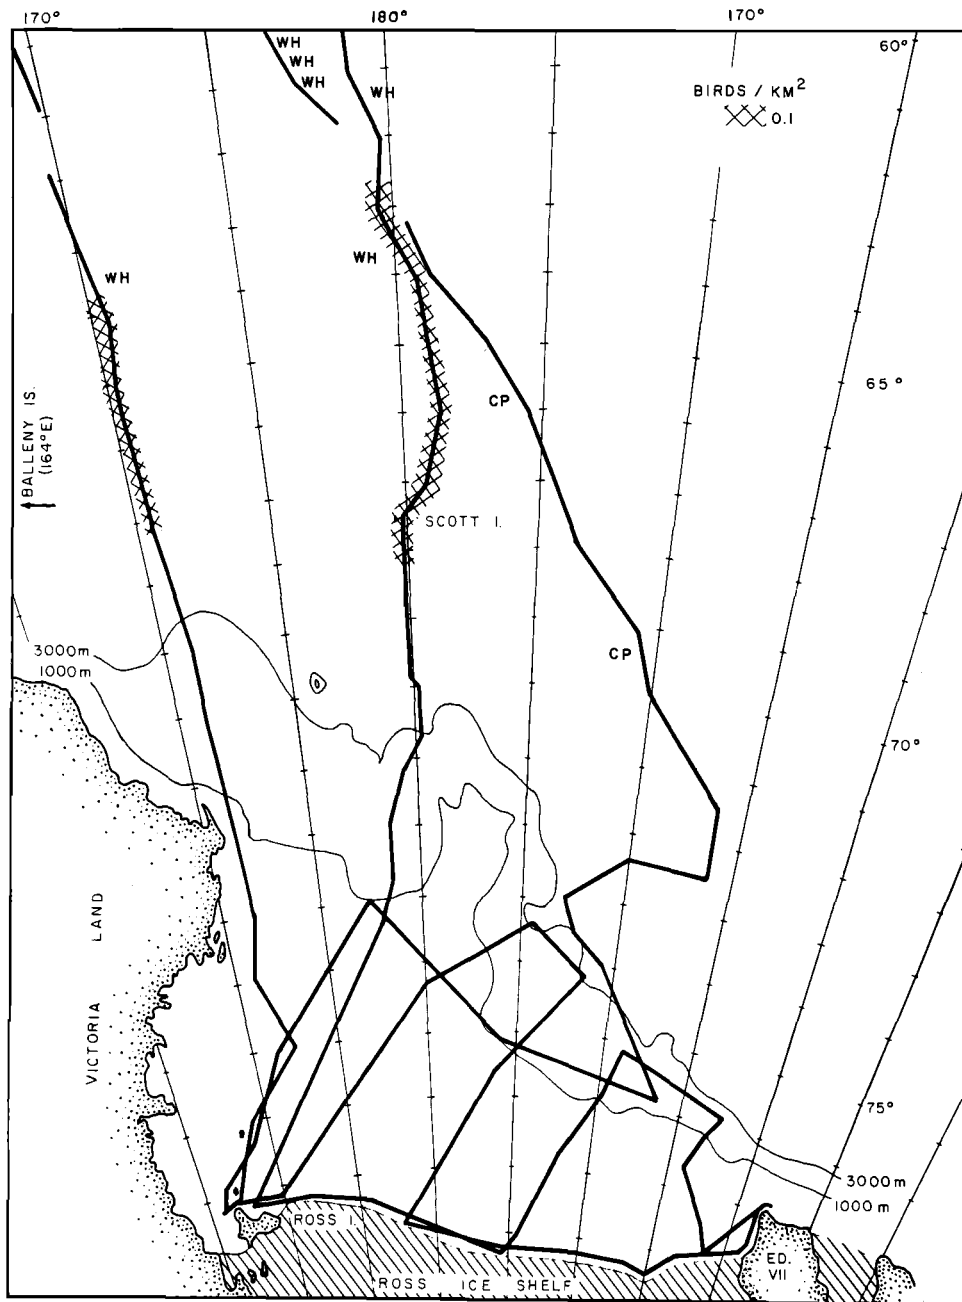 170° 180° 170°
60°
WH
WH
WH
WH
BIRDS / KM²
0.1
WH
WH
65°
CP
BALLENY IS.
(164°E)
SCOTT I.
3000m
1000m
CP
70°
VICTORIA LAND
75°
3000m
1000m
ROSS I.
ED.
VII
ROSS ICE SHELF